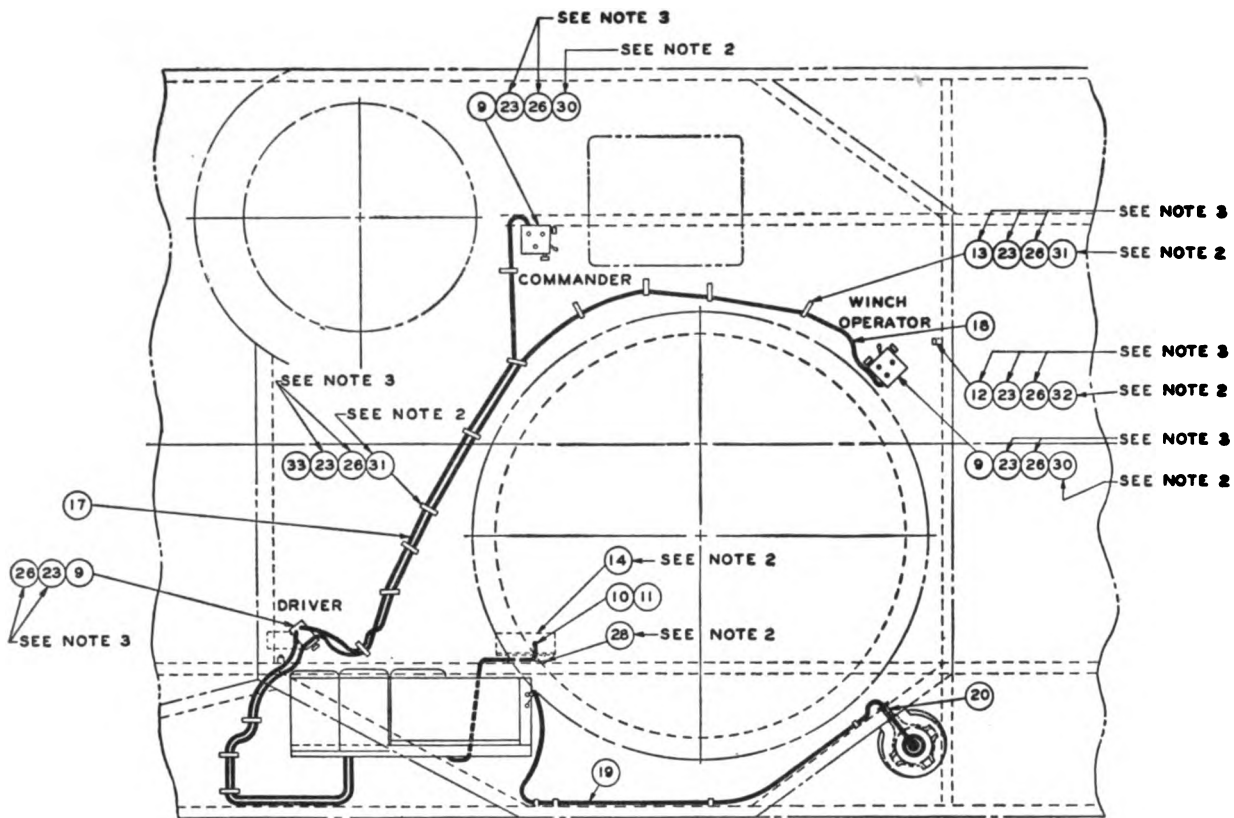 SEE NOTE 3
SEE NOTE 2
9 23 26 30
SEE NOTE 3
13 23 26 31 SEE NOTE 2
COMMANDER
WINCH
OPERATOR
18
SEE NOTE 3
12 23 26 32 SEE NOTE 2
SEE NOTE 3
SEE NOTE 2
33 23 26 31
SEE NOTE 3
9 23 26 30
SEE NOTE 2
17
26 23 9
SEE NOTE 3
DRIVER
14 SEE NOTE 2
10 11
28 SEE NOTE 2
20
19